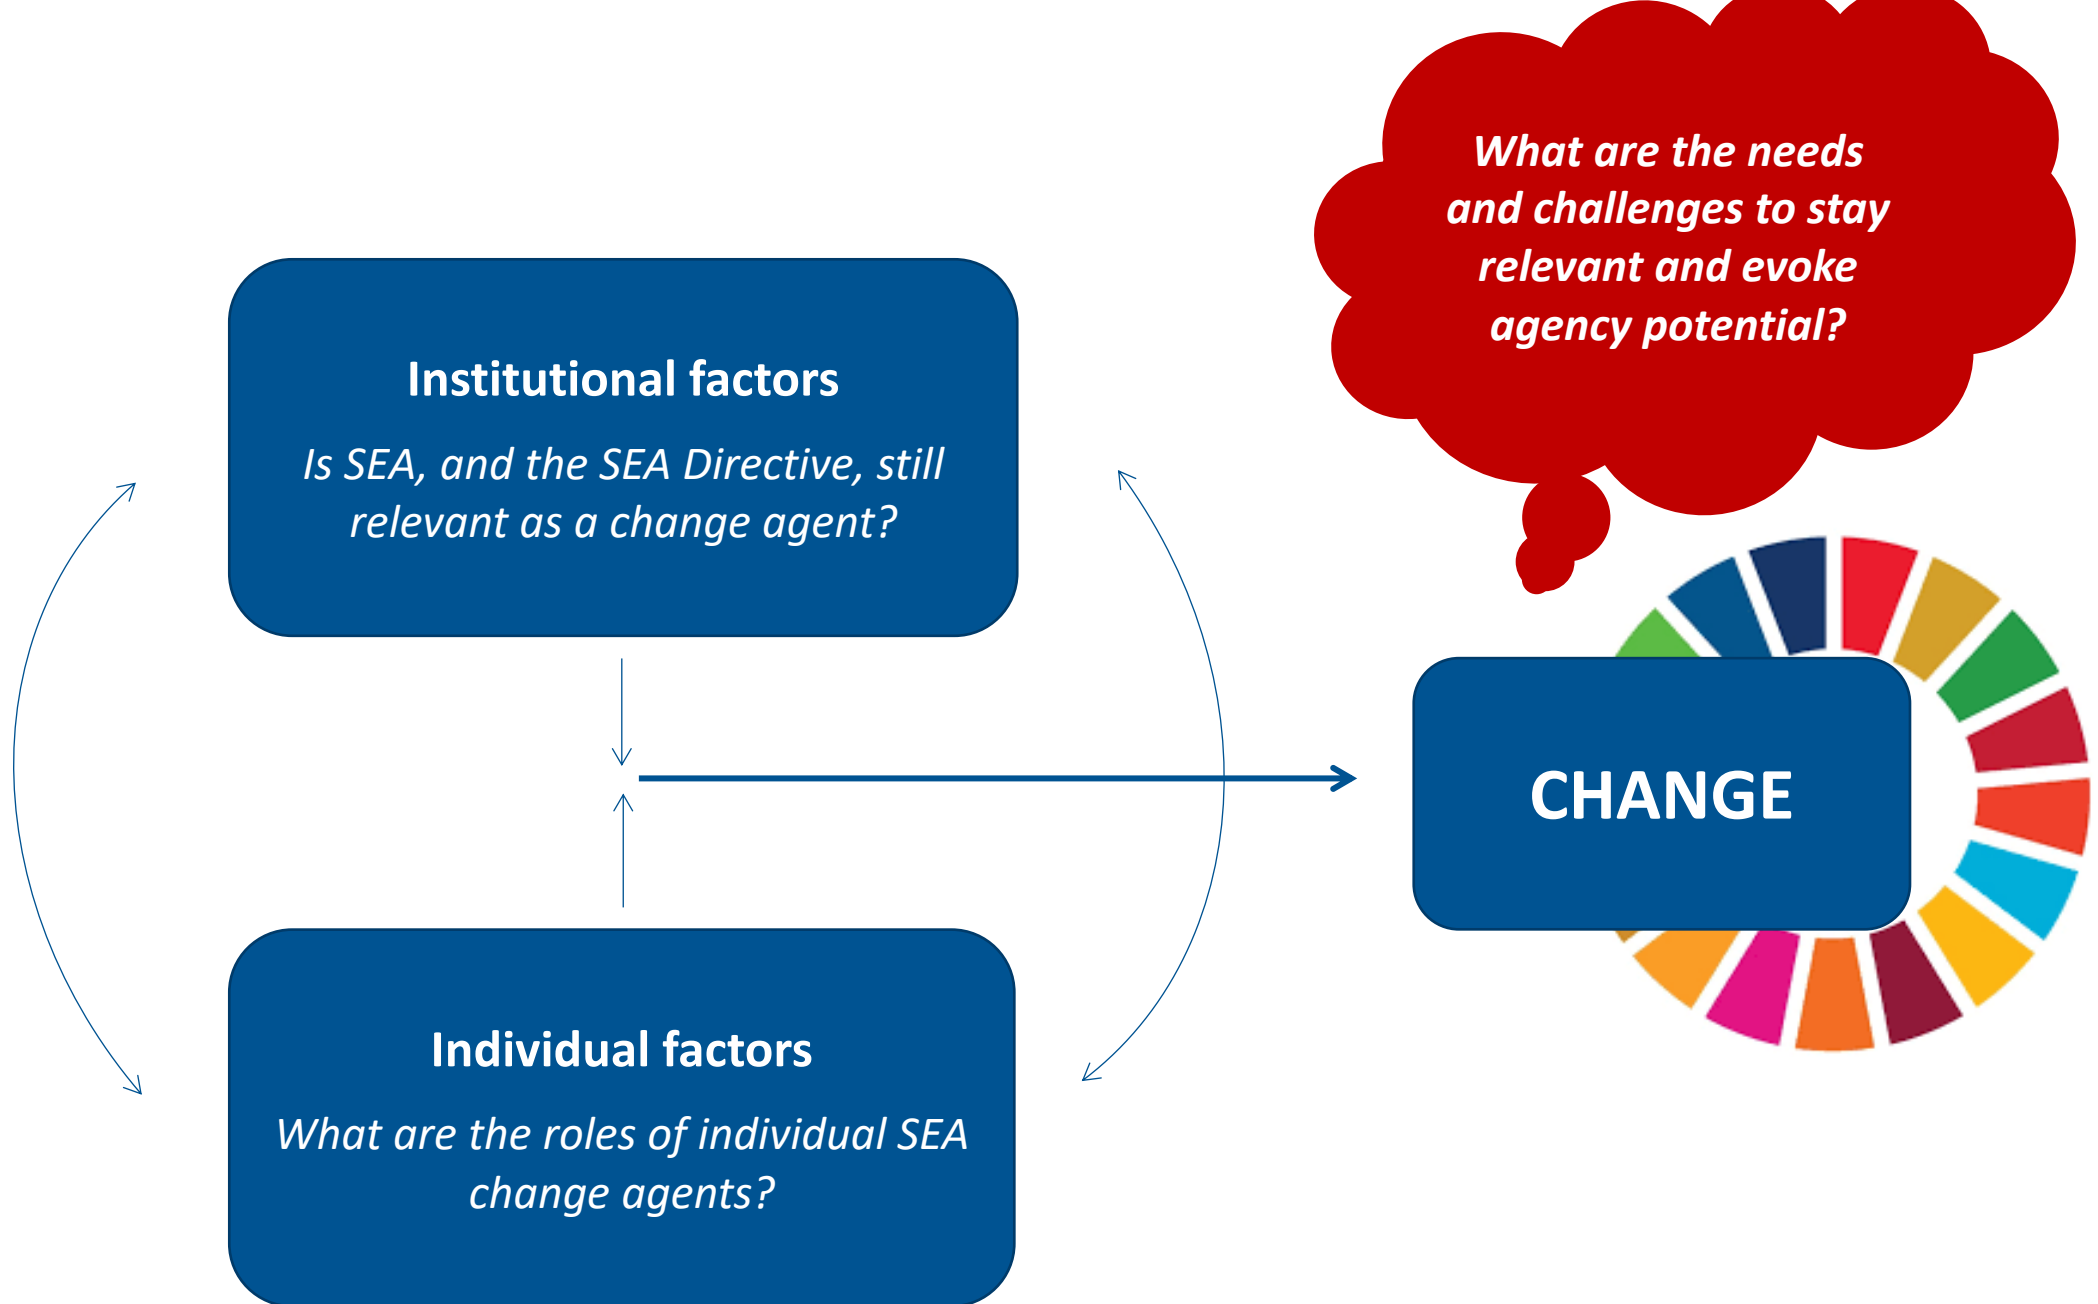 What are the needs
and challenges to stay
relevant and evoke
agency potential?
Institutional factors
Is SEA, and the SEA Directive, still
relevant as a change agent?
CHANGE
Individual factors
What are the roles of individual SEA
change agents?